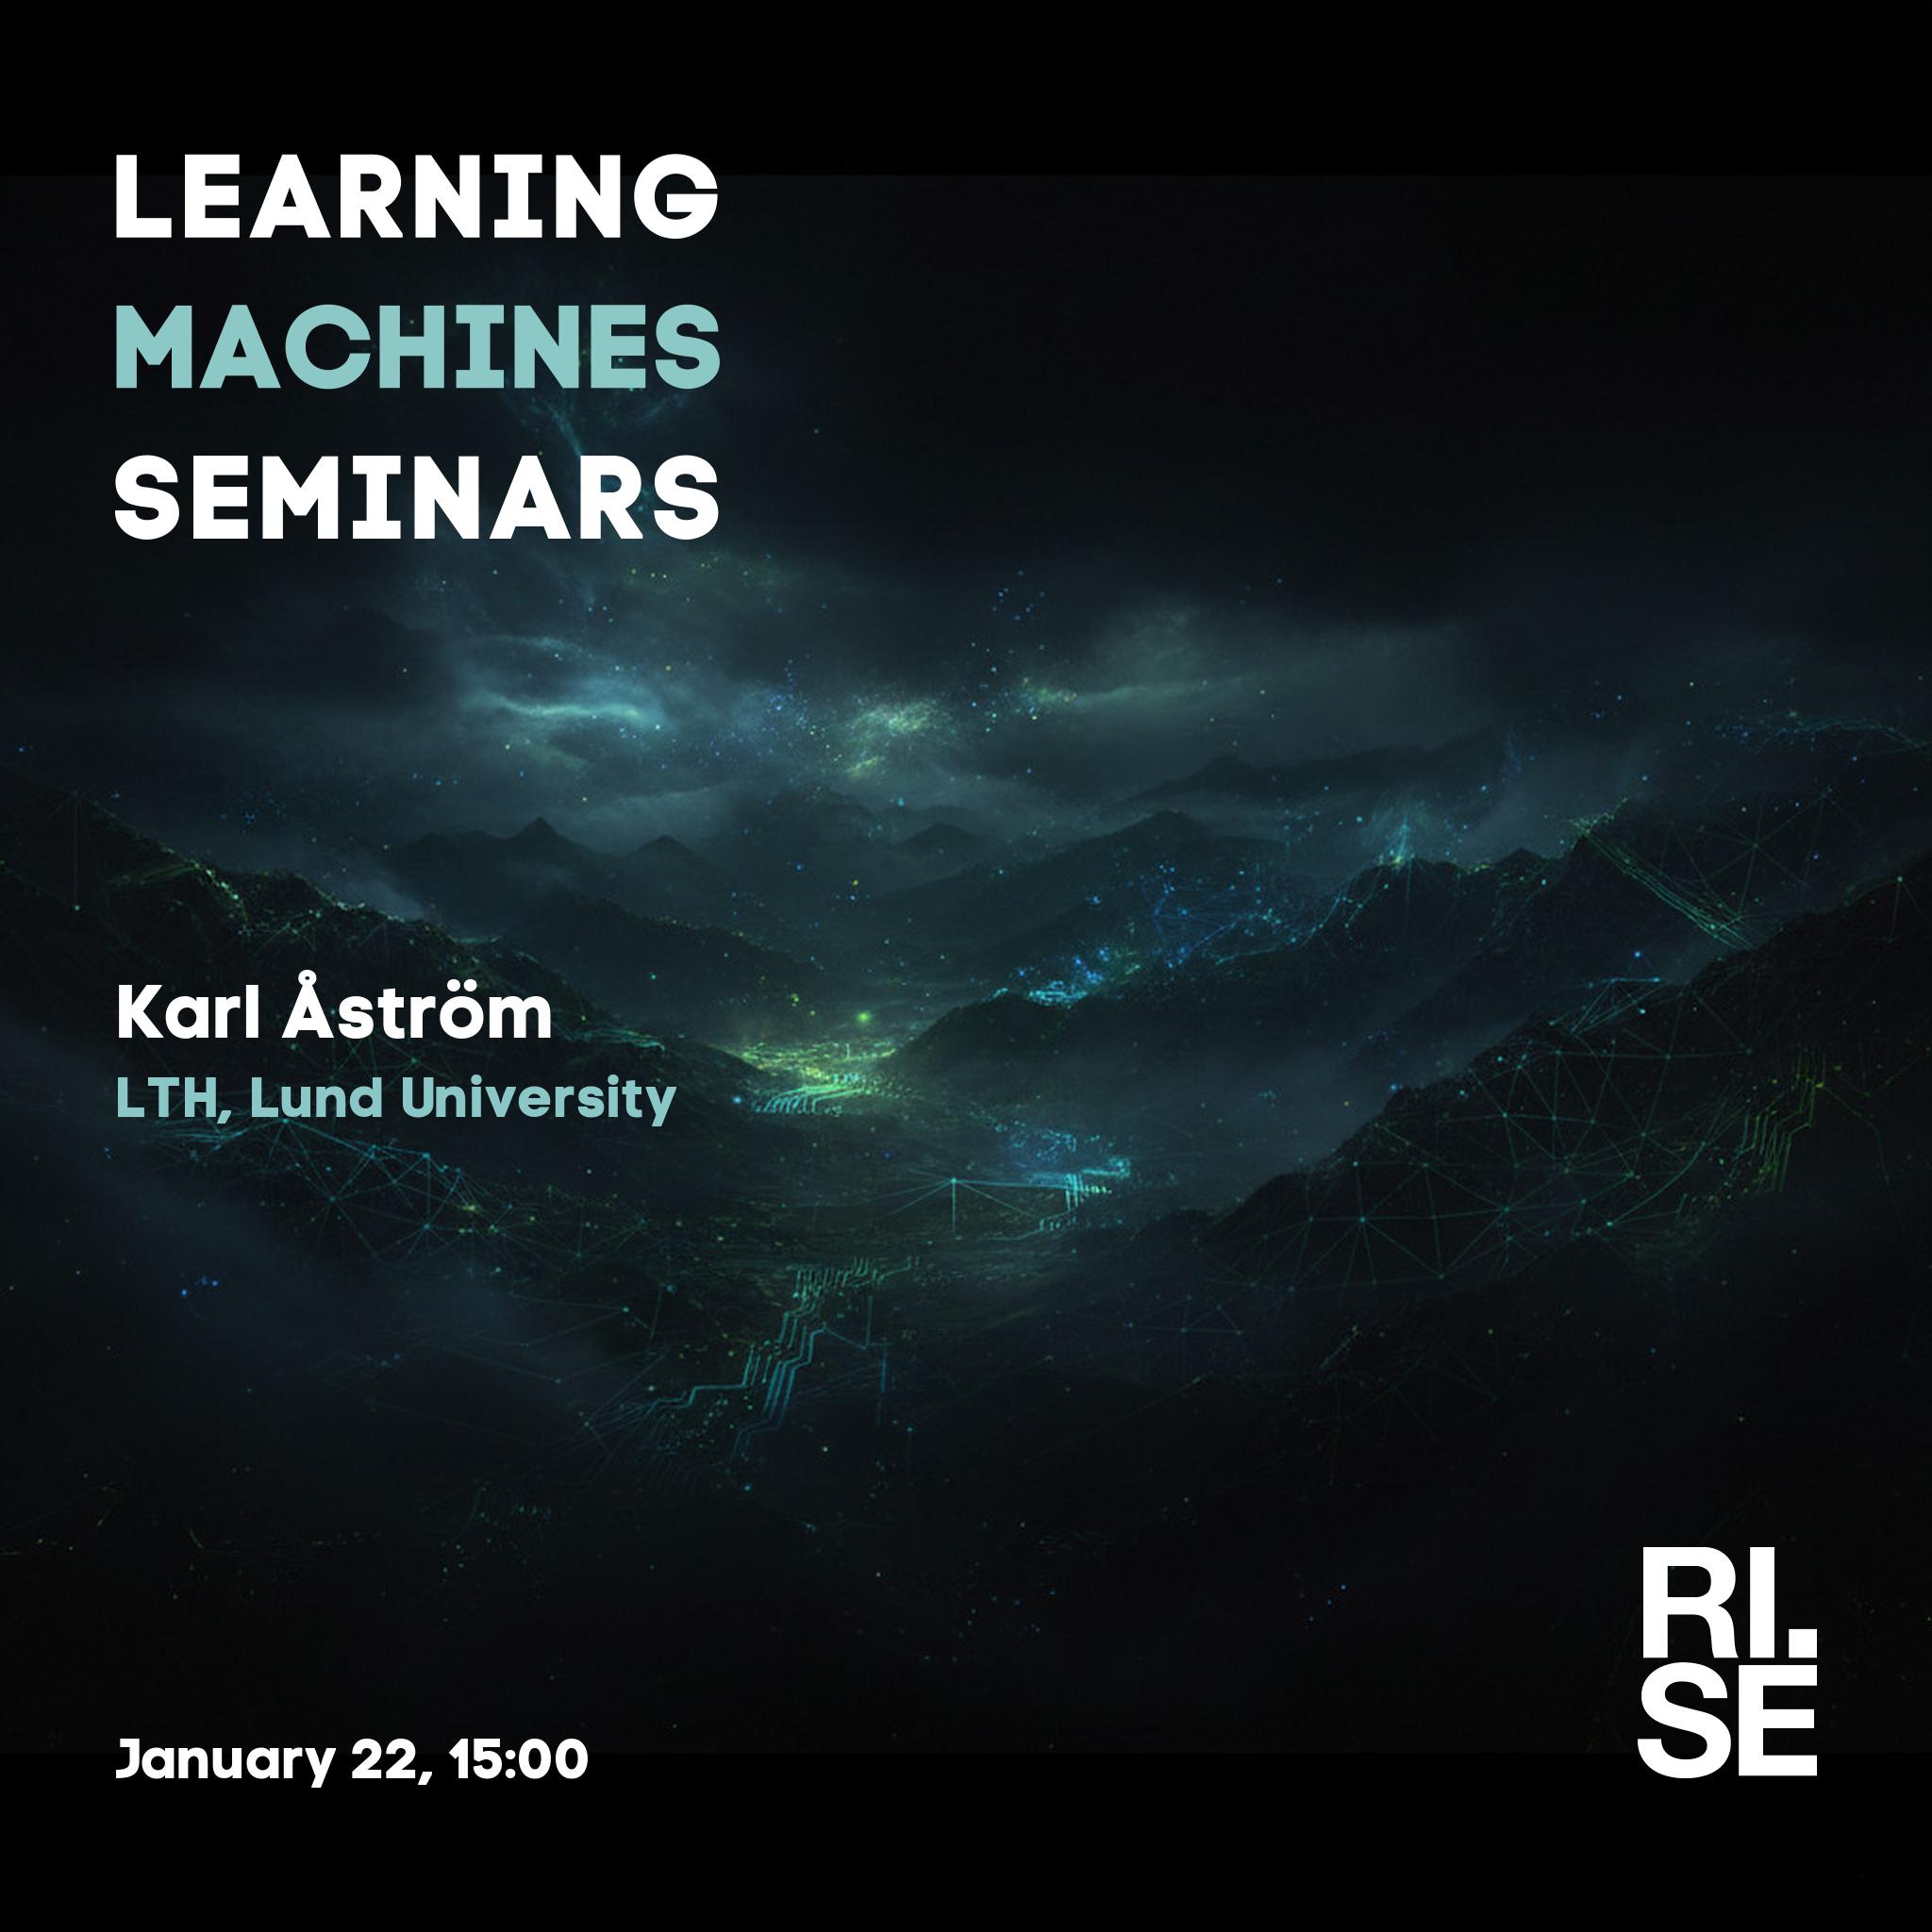 LEARNING
MACHINES
SEMINARS
Karl Åström
LTH, Lund University
January 22, 15:00
RI.
SE